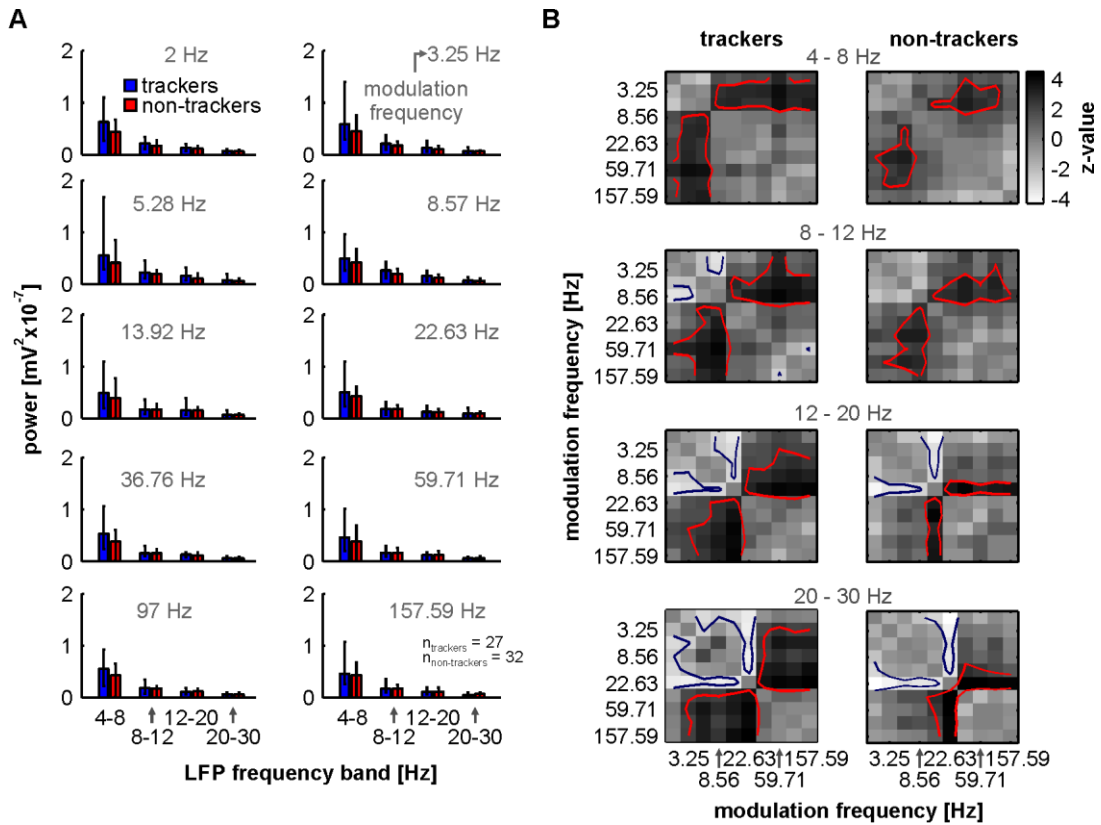 A
2
1
0
2 Hz
trackers
non-trackers
2
1
0
3.25 Hz
modulation
frequency
2
1
0
5.28 Hz
2
1
0
8.57 Hz
2
1
0
13.92 Hz
2
1
0
22.63 Hz
2
1
0
36.76 Hz
2
1
0
59.71 Hz
2
1
0
97 Hz
2
1
0
157.59 Hz
n trackers = 27
n non-trackers = 32
4-8 12-20
8-12 20-30
4-8 12-20
8-12 20-30
power [mV² x10⁻⁷]
LFP frequency band [Hz]
B
trackers non-trackers
4 - 8 Hz
3.25
8.56
22.63
59.71
157.59
4
2
0
-2
-4
z-value
8 - 12 Hz
3.25
8.56
22.63
59.71
157.59
12 - 20 Hz
3.25
8.56
22.63
59.71
157.59
20 - 30 Hz
3.25
8.56
22.63
59.71
157.59
3.25 22.63 157.59
8.56 59.71
3.25 22.63 157.59
8.56 59.71
modulation frequency [Hz]
modulation frequency [Hz]